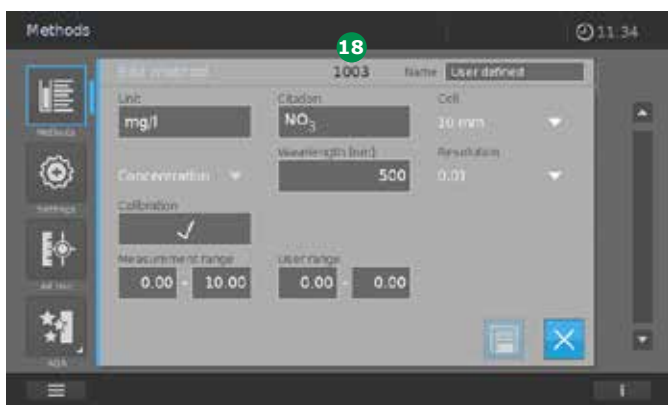 Methods 11:34
18
Edit method 1003 Name User defined
Unit Citation Cell
mg/l NO3 10 mm
Wavelength (nm) Resolution
Concentration 500 0.01
Calibration
Measurement range User range
0.00 - 10.00 0.00 - 0.00
Methods
Settings
AQA
i